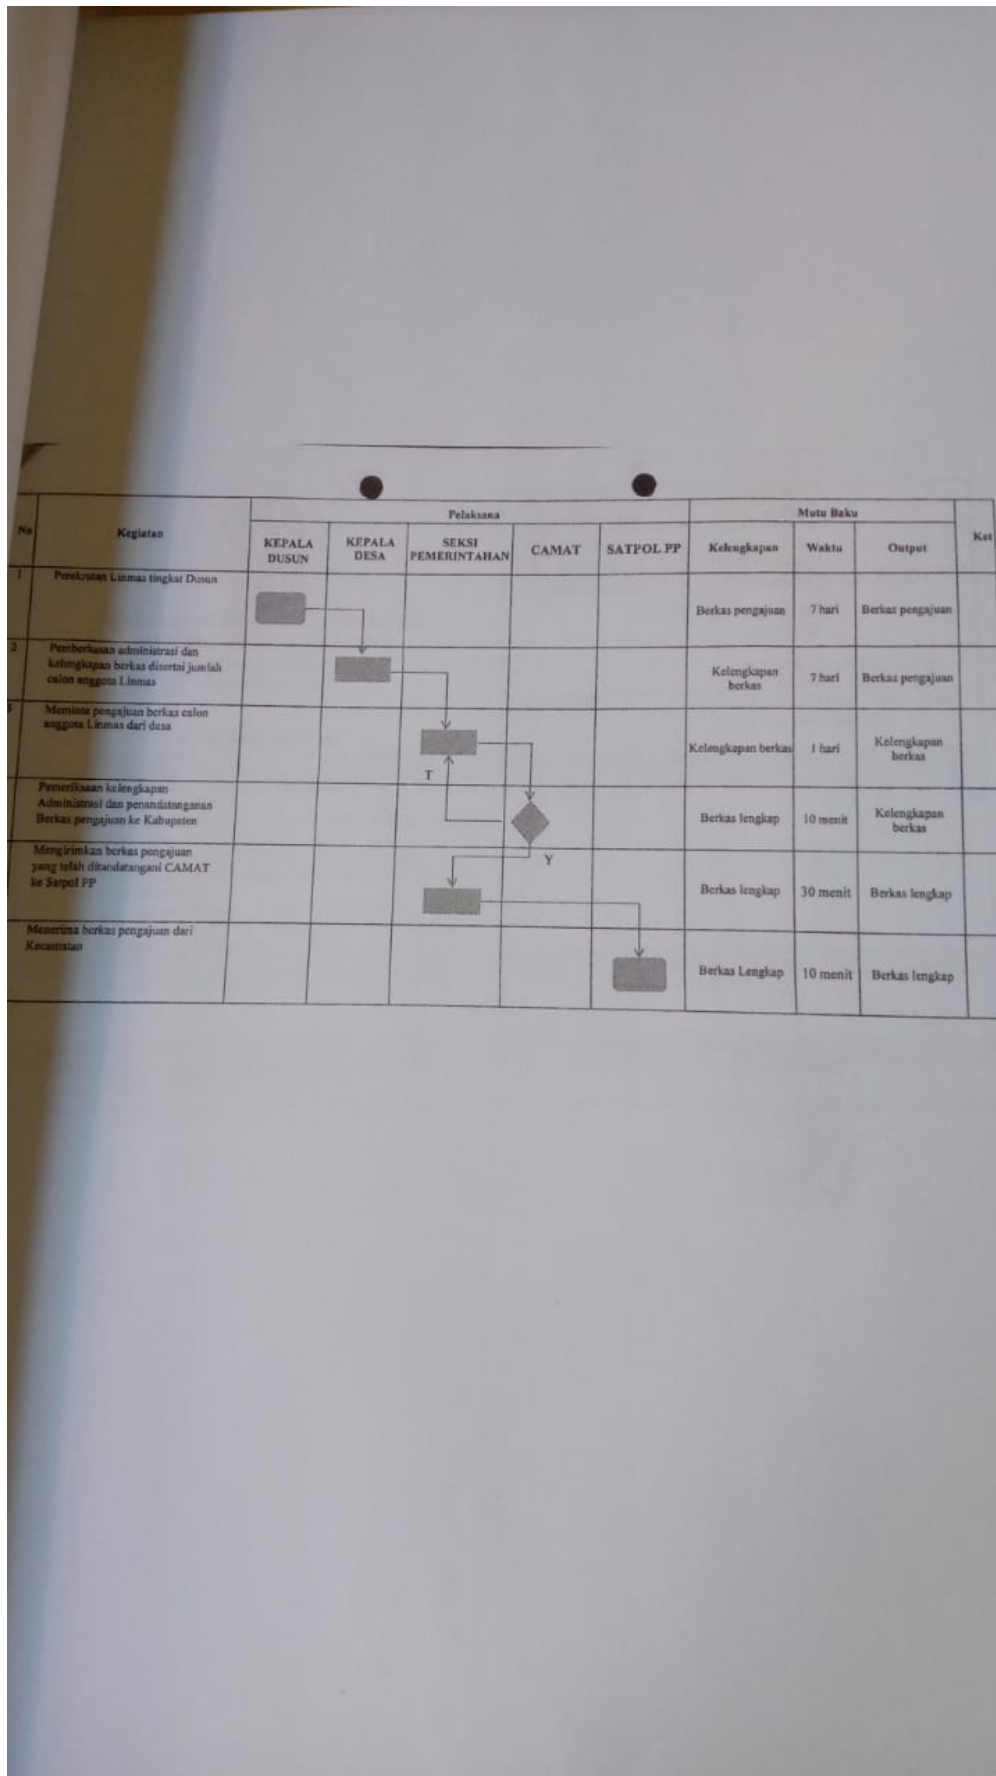 Pelaksana
Mutu Baku
No
Kegiatan
KEPALA
DUSUN
KEPALA
DESA
SEKSI
PEMERINTAHAN
CAMAT
SATPOL PP
Kelengkapan
Waktu
Output
Ket
1
Perekrutan Linmas tingkat Dusun
Berkas pengajuan
7 hari
Berkas pengajuan
2
Pemberkasan administrasi dan
kelengkapan berkas disertai jumlah
calon anggota Linmas
Kelengkapan
berkas
7 hari
Berkas pengajuan
3
Meminta pengajuan berkas calon
anggota Linmas dari desa
Kelengkapan berkas
1 hari
Kelengkapan
berkas
T
Pemeriksaan kelengkapan
Administrasi dan penandatanganan
Berkas pengajuan ke Kabupaten
Berkas lengkap
10 menit
Kelengkapan
berkas
Y
Mengirimkan berkas pengajuan
yang telah ditandatangani CAMAT
ke Satpol PP
Berkas lengkap
30 menit
Berkas lengkap
Menerima berkas pengajuan dari
Kecamatan
Berkas Lengkap
10 menit
Berkas lengkap